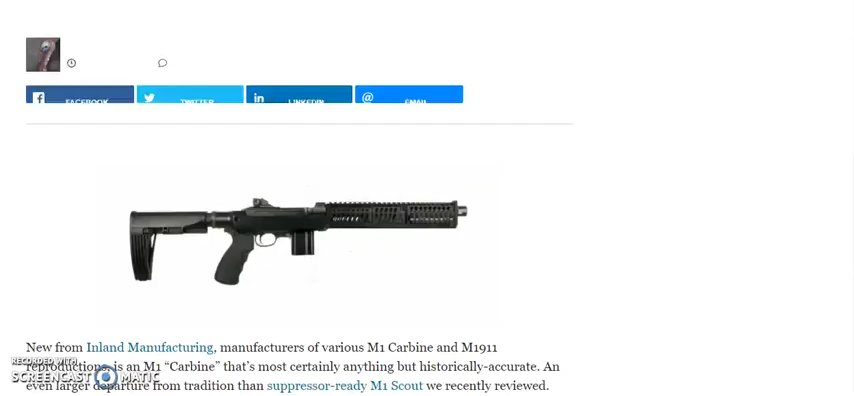 FACEBOOK
TWITTER
LINKEDIN
EMAIL
New from Inland Manufacturing, manufacturers of various M1 Carbine and M1911
reproductions, is an M1 “Carbine” that’s most certainly anything but historically-accurate. An
even larger departure from tradition than suppressor-ready M1 Scout we recently reviewed.
RECORDED WITH
SCREENCAST MATIC